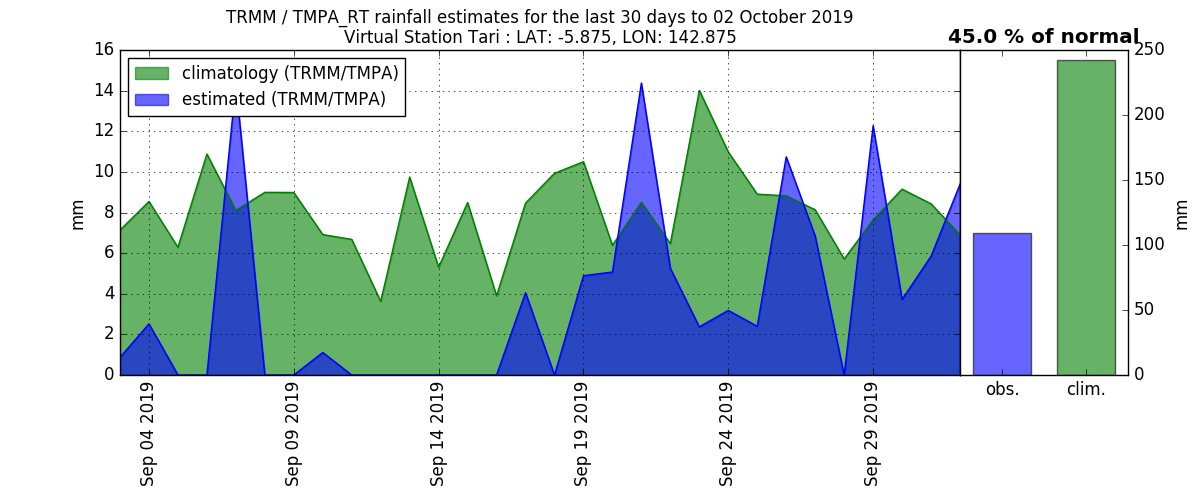 TRMM / TMPA_RT rainfall estimates for the last 30 days to 02 October 2019
Virtual Station Tari : LAT: -5.875, LON: 142.875
45.0 % of normal
climatology (TRMM/TMPA)
estimated (TRMM/TMPA)
16
14
12
10
8
6
4
2
0
mm
Sep 04 2019
Sep 09 2019
Sep 14 2019
Sep 19 2019
Sep 24 2019
Sep 29 2019
250
200
150
100
50
0
mm
obs.
clim.